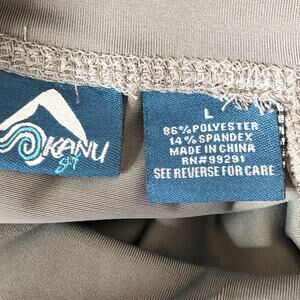 KANU
surf
L
86% POLYESTER
14% SPANDEX
MADE IN CHINA
RN#99291
SEE REVERSE FOR CARE